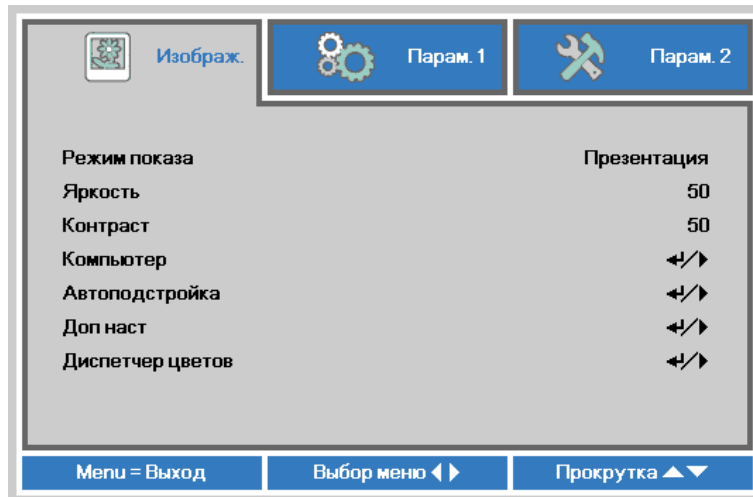 Изображ. Парам. 1 Парам. 2
Режим показа Презентация
Яркость 50
Контраст 50
Компьютер ↵/▶
Автоподстройка ↵/▶
Доп наст ↵/▶
Диспетчер цветов ↵/▶
Menu = Выход Выбор меню ◀▶ Прокрутка ▲▼